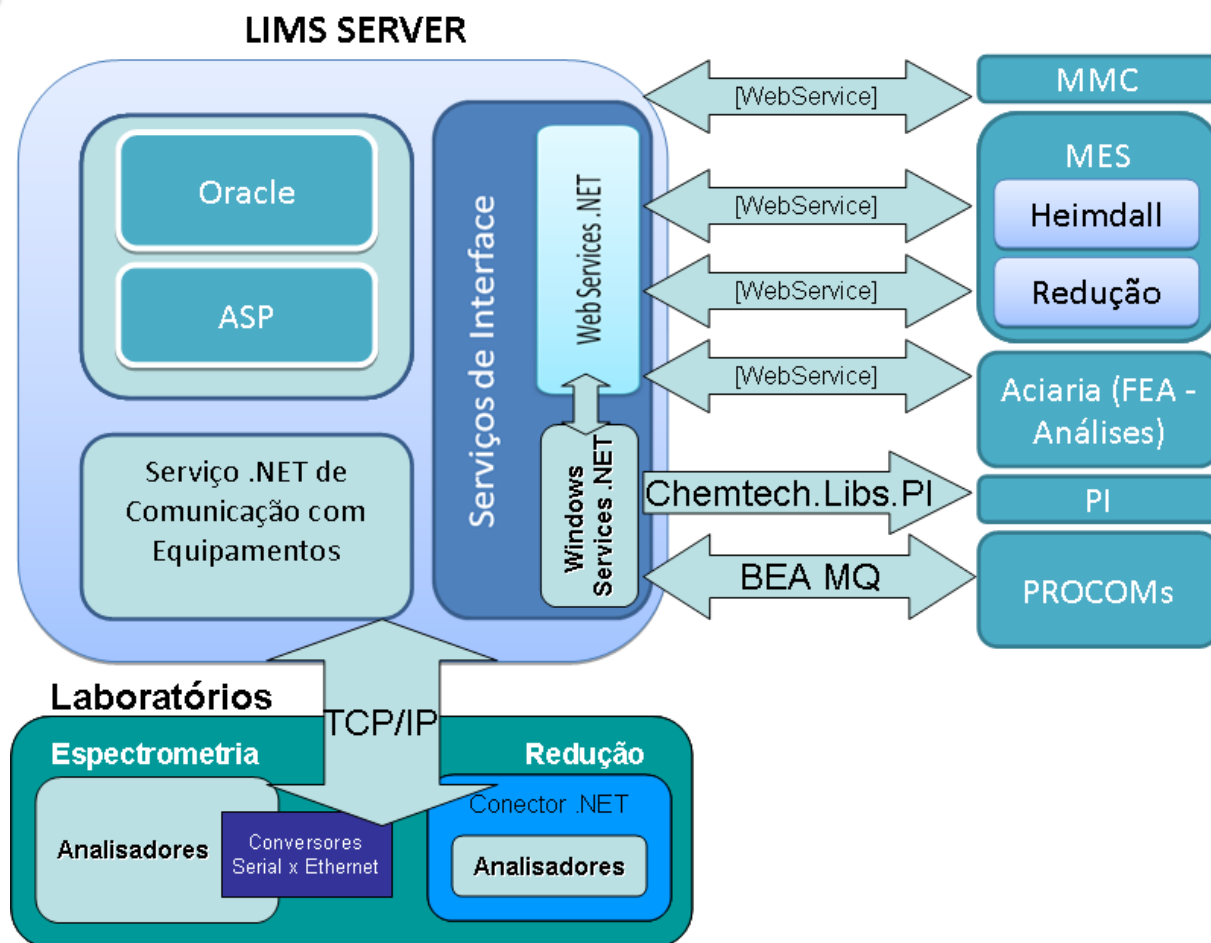 LIMS SERVER
Oracle
ASP
Serviço .NET de
Comunicação com
Equipamentos
Serviços de Interface
Web Services .NET
Windows
Services .NET
[WebService]
[WebService]
[WebService]
[WebService]
Chemtech.Libs.PI
BEA MQ
MMC
MES
Heimdall
Redução
Aciaria (FEA -
Análises)
PI
PROCOMs
TCP/IP
Laboratórios
Espectrometria
Analisadores
Conversores
Serial x Ethernet
Redução
Conector .NET
Analisadores